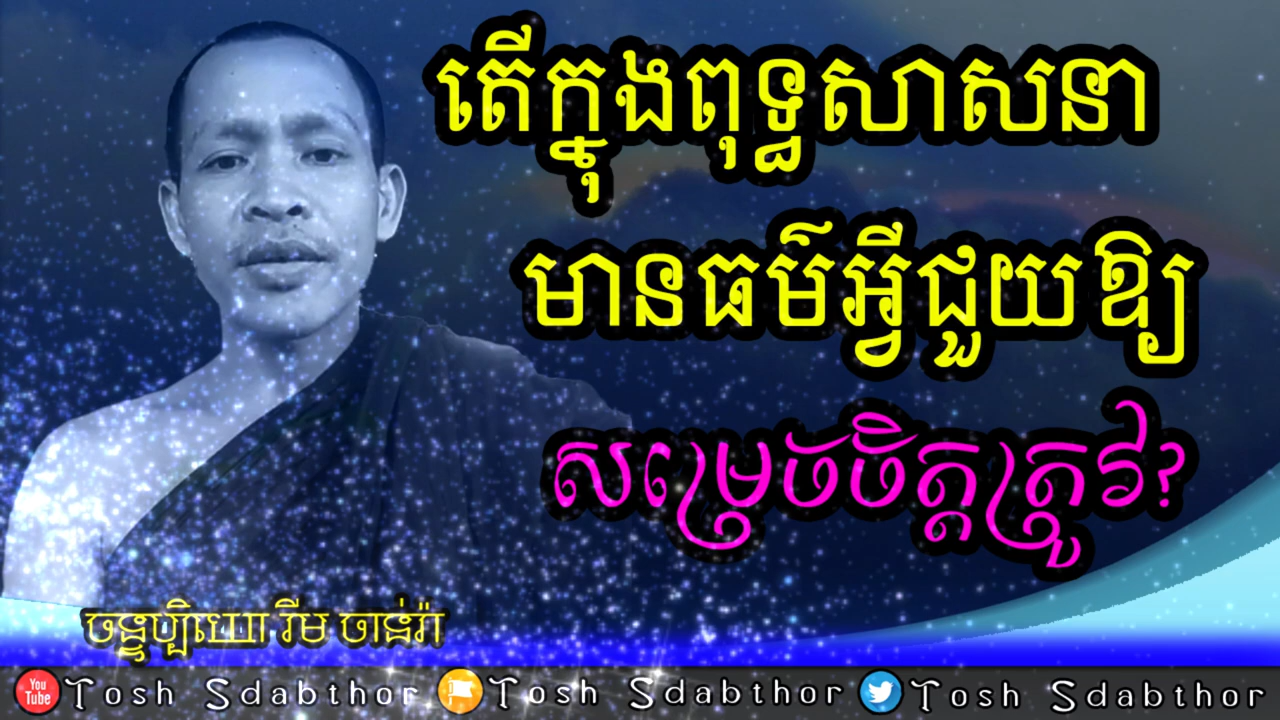 តើក្នុងពុទ្ធសាសនា
មានធម៌អ្វីជួយឱ្យ
សម្រេចចិត្តត្រូវ?
ចន្ទប្បិយោ រីម ចាន់រ៉ា
You Tube Tosh Sdabthor Tosh Sdabthor Tosh Sdabthor